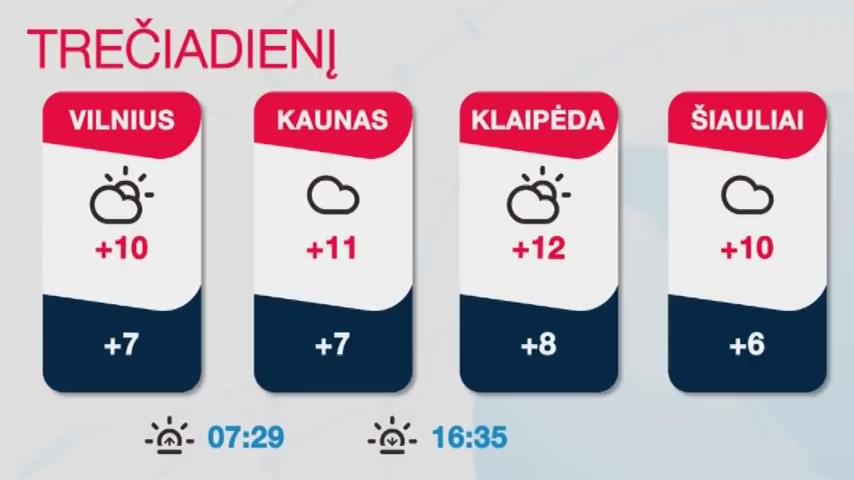 TREČIADIENĮ
VILNIUS KAUNAS KLAIPĖDA ŠIAULIAI
+10 +11 +12 +10
+7 +7 +8 +6
07:29 16:35